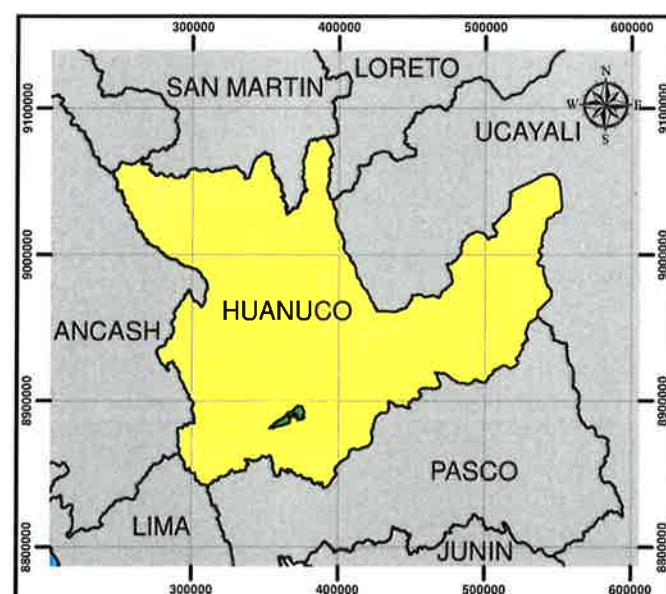 300000 400000 500000 600000
LORETO
SAN MARTIN
N
W E
S
9100000 9100000
UCAYALI
9000000 9000000
HUANUCO
ANCASH
8900000 8900000
PASCO
LIMA
JUNIN
8800000 8800000
300000 400000 500000 600000